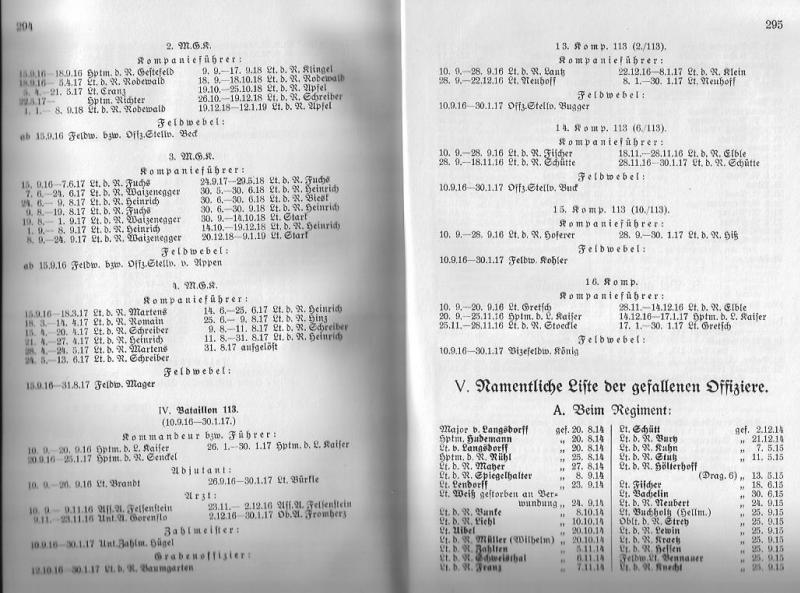 294
2. M.G.K.
Kompanieführer:
15.9.16—18.9.16 Hptm. d. R. Gestefeld
18.9.16— 5.4.17 Lt. d. R. Rodewald
5. 4.—21. 5.17 Lt. Cranz
22.5.17— Hptm. Richter
1. 1.— 8. 9.18 Lt. d. R. Rodewald
9. 9.—17. 9.18 Lt. d. R. Klingel
18. 9.—18.10.18 Lt. d. R. Rodewald
19.10.—25.10.18 Lt. d. R. Apfel
26.10.—19.12.18 Lt. d. R. Schreiber
19.12.18—12.1.19 Lt. d. R. Apfel
Feldwebel:
ab 15.9.16 Feldw. bzw. Offz.Stellv. Beck
3. M.G.K.
Kompanieführer:
15. 9.16—7.6.17 Lt. d. R. Fuchs
7. 6.—24. 6.17 Lt. d. R. Waizenegger
24. 6.— 9. 8.17 Lt. d. R. Heinrich
9. 8.—19. 8.17 Lt. d. R. Fuchs
19. 8.— 1. 9.17 Lt. d. R. Waizenegger
1. 9.— 8. 9.17 Lt. d. R. Heinrich
8. 9.—24. 9.17 Lt. d. R. Waizenegger
24.9.17—29.5.18 Lt. d. R. Fuchs
30. 5.—30. 6.18 Lt. d. R. Heinrich
30. 6.—30. 6.18 Lt. d. R. Biest
30. 6.—30. 9.18 Lt. d. R. Heinrich
30. 9.—14.10.18 Lt. Stark
14.10.—19.12.18 Lt. d. R. Heinrich
20.12.18—9.1.19 Lt. Stark
Feldwebel:
ab 15.9.16 Feldw. bzw. Offz.Stellv. v. Appen
4. M.G.K.
Kompanieführer:
15.9.16—18.3.17 Lt. d. R. Martens
18. 3.—14. 4.17 Lt. d. R. Romain
15. 4.—20. 4.17 Lt. d. R. Schreiber
21. 4.—27. 4.17 Lt. d. R. Heinrich
28. 4.—24. 5.17 Lt. d. R. Martens
24. 5.—13. 6.17 Lt. d. R. Schreiber
14. 6.—25. 6.17 Lt. d. R. Heinrich
25. 6.— 9. 8.17 Lt. d. R. Hinz
9. 8.—11. 8.17 Lt. d. R. Schreiber
11. 8.—31. 8.17 Lt. d. R. Heinrich
31. 8.17 aufgelöst
Feldwebel:
15.9.16—31.8.17 Feldw. Mager
IV. Bataillon 113.
(10.9.16—30.1.17.)
Kommandeur bzw. Führer:
10. 9.—20. 9.16 Hptm. d. L. Kaiser
20.9.16—25.1.17 Hptm. d. R. Senckel
26. 1.—30. 1.17 Hptm. d. L. Kaiser
Adjutant:
10. 9.—26. 9.16 Lt. Brandt
26.9.16—30.1.17 Lt. Bürkle
Arzt:
10. 9.— 9.11.16 Ass.A. Fellenstein
9.11.—23.11.16 Unt.A. Gorenflo
23.11.— 2.12.16 Ass.A. Fellenstein
2.12.16—30.1.17 Ob.A. Fromherz
Zahlmeister:
10.9.16—30.1.17 Unt.Zahlm. Hügel
Grabenoffizier:
12.10.16—30.1.17 Lt. d. R. Baumgarten
295
13. Komp. 113 (2./113).
Kompanieführer:
10. 9.—28. 9.16 Lt. d. R. Lautz
28. 9.—22.12.16 Lt. Neuhoff
22.12.16—8.1.17 Lt. d. R. Klein
8. 1.—30. 1.17 Lt. Neuhoff
Feldwebel:
10.9.16—30.1.17 Offz.Stellv. Bugger
14. Komp. 113 (6./113).
Kompanieführer:
10. 9.—28. 9.16 Lt. d. R. Fischer
28. 9.—18.11.16 Lt. d. R. Schütte
18.11.—28.11.16 Lt. d. R. Elble
28.11.16—30.1.17 Lt. d. R. Schütte
Feldwebel:
10.9.16—30.1.17 Offz.Stellv. Buck
15. Komp. 113 (10./113).
Kompanieführer:
10. 9.—28. 9.16 Lt. d. R. Hoferer
28. 9.—30. 1.17 Lt. d. R. Hiß
Feldwebel:
10.9.16—30.1.17 Feldw. Kohler
16. Komp.
Kompanieführer:
10. 9.—20. 9.16 Lt. Gretsch
20. 9.—25.11.16 Hptm. d. L. Kaiser
25.11.—28.11.16 Lt. d. R. Stoeckle
28.11.—14.12.16 Lt. d. R. Elble
14.12.16—17.1.17 Hptm. d. L. Kaiser
17. 1.—30. 1.17 Lt. Gretsch
Feldwebel:
10.9.16—30.1.17 Vizefeldw. König
V. Namentliche Liste der gefallenen Offiziere.
A. Beim Regiment:
Major v. Langsdorff gef. 20. 8.14
Hptm. Hudemann „ 20. 8.14
Lt. v. Langsdorff „ 20. 8.14
Hptm. d. R. Rühl „ 25. 8.14
Lt. d. R. Mayer „ 27. 8.14
Lt. d. R. Spiegelhalter „ 8. 9.14
Lt. Lendorff „ 23. 9.14
Lt. Weiß gestorben an Verwundung „ 24. 9.14
Lt. d. R. Bunke „ 8.10.14
Lt. d. R. Liehl „ 10.10.14
Lt. Uibel „ 20.10.14
Lt. d. R. Müller (Wilhelm) „ 20.10.14
Lt. d. R. Zahlten „ 5.11.14
Lt. d. R. Schweisthal „ 6.11.14
Lt. d. R. Franz „ 7.11.14
Lt. Schütt gef. 2.12.14
Lt. d. R. Burtz „ 21.12.14
Lt. d. R. Kuhn „ 7. 5.15
Lt. d. R. Stutz „ 11. 5.15
Lt. d. R. Hölterhoff
(Drag. 6) „ 13. 5.15
Lt. Fischer „ 18. 6.15
Lt. Bachelin „ 30. 6.15
Lt. d. R. Neubert „ 24. 9.15
Lt. Buchholtz (Hellm.) „ 25. 9.15
Oblt. d. R. Strey „ 25. 9.15
Lt. d. R. Lewin „ 25. 9.15
Lt. d. R. Kraetz „ 25. 9.15
Lt. d. R. Hessen „ 25. 9.15
Feldw.Lt. Bennauer „ 25. 9.15
Lt. d. R. Knecht „ 25. 9.15